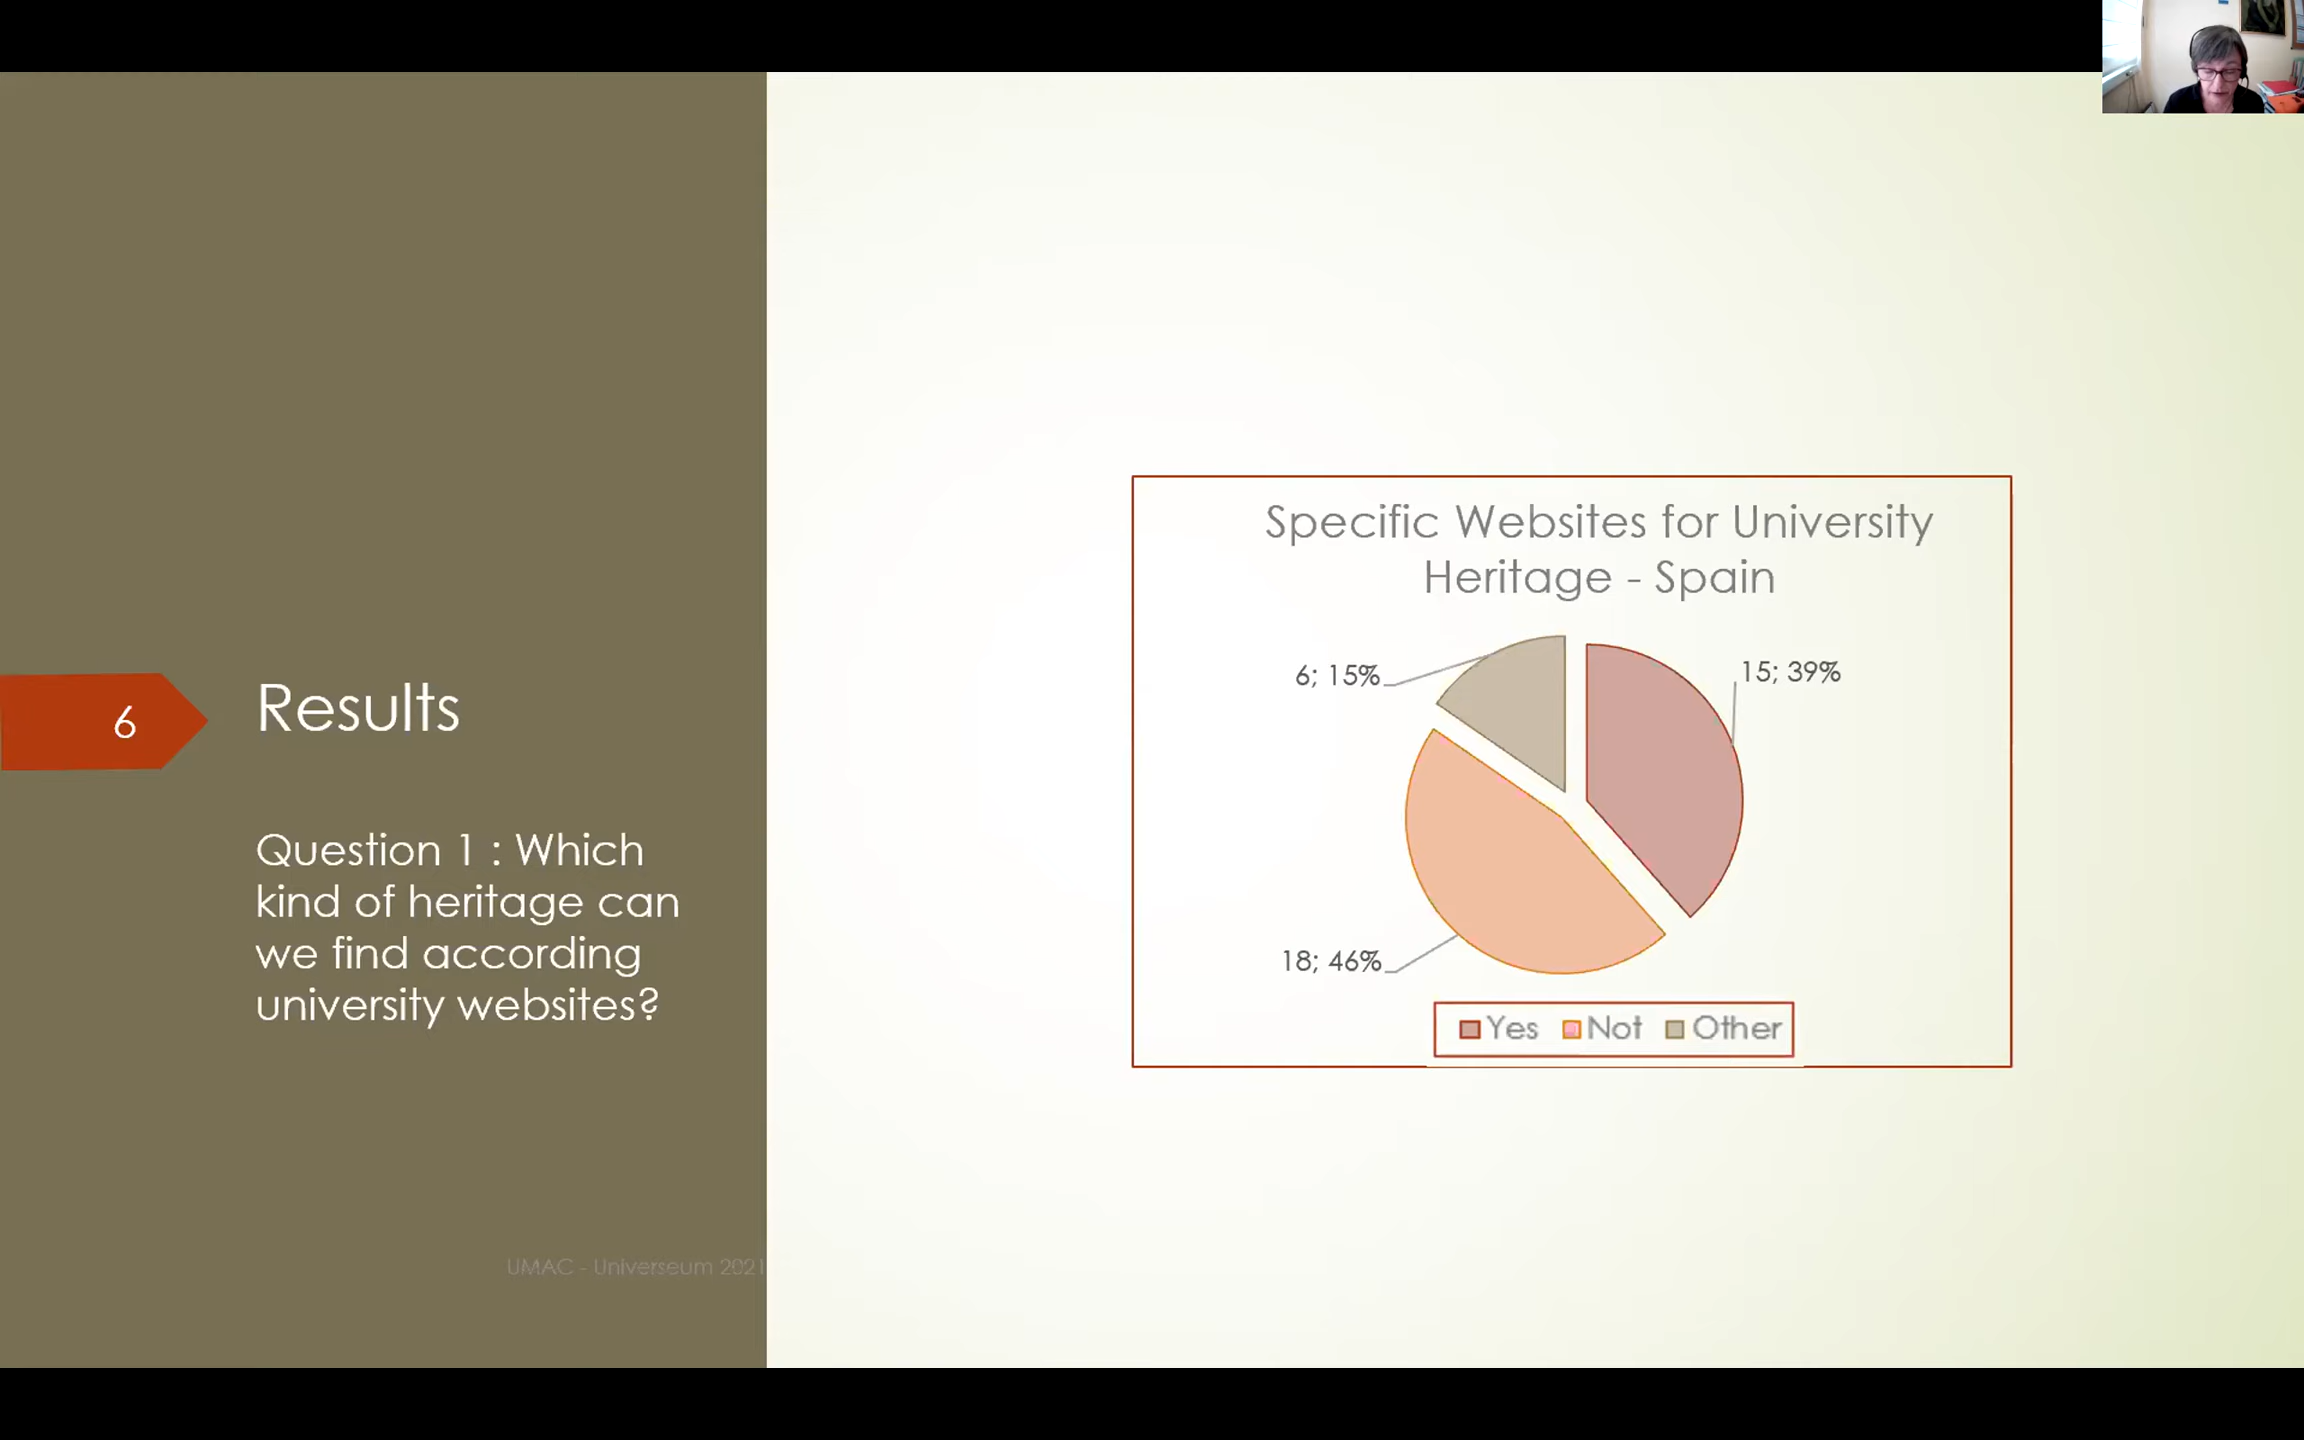 6
Results
Question 1 : Which
kind of heritage can
we find according
university websites?
UMAC - Universeum 2021
Specific Websites for University
Heritage - Spain
6; 15%
15; 39%
18; 46%
Yes Not Other